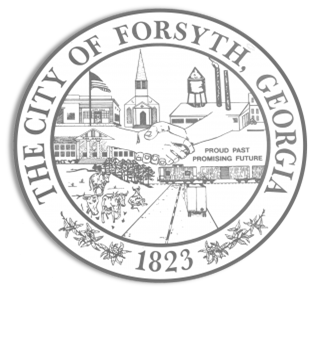 THE CITY OF FORSYTH, GEORGIA
PROUD PAST
PROMISING FUTURE
1823